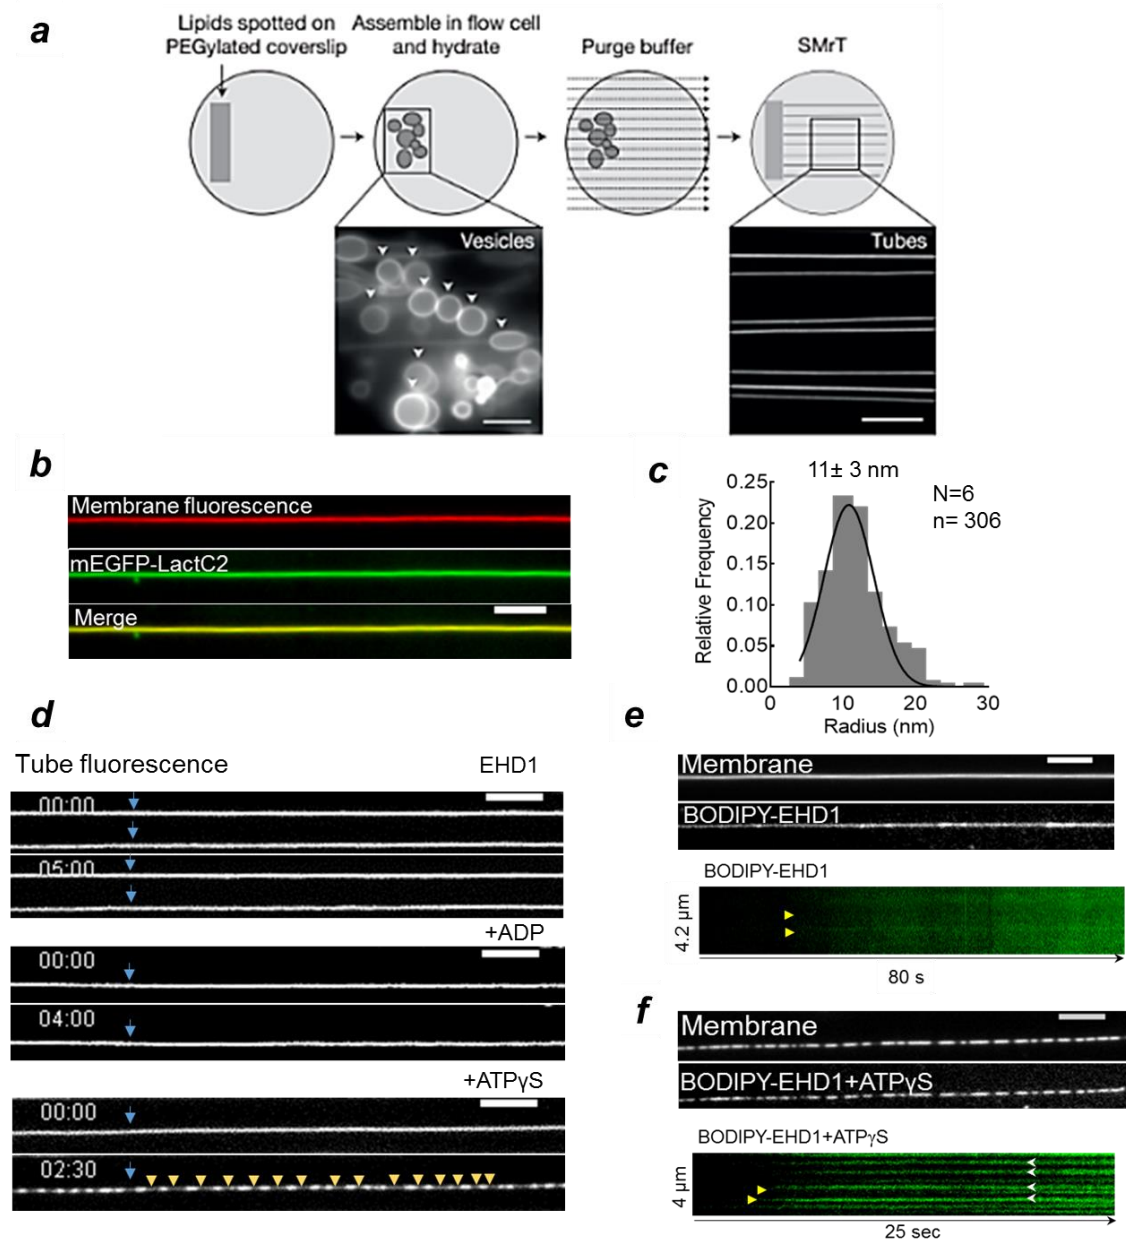 a
Lipids spotted on
PEGylated coverslip
Assemble in flow cell
and hydrate
Purge buffer
SMrT
Vesicles
Tubes
b
Membrane fluorescence
mEGFP-LactC2
Merge
c
11± 3 nm
N=6
n= 306
Relative Frequency
0.25
0.20
0.15
0.10
0.05
0.00
0
10
20
30
Radius (nm)
d
Tube fluorescence
EHD1
00:00
05:00
+ADP
00:00
04:00
+ATPγS
00:00
02:30
e
Membrane
BODIPY-EHD1
BODIPY-EHD1
4.2 μm
80 s
f
Membrane
BODIPY-EHD1+ATPγS
BODIPY-EHD1+ATPγS
4 μm
25 sec